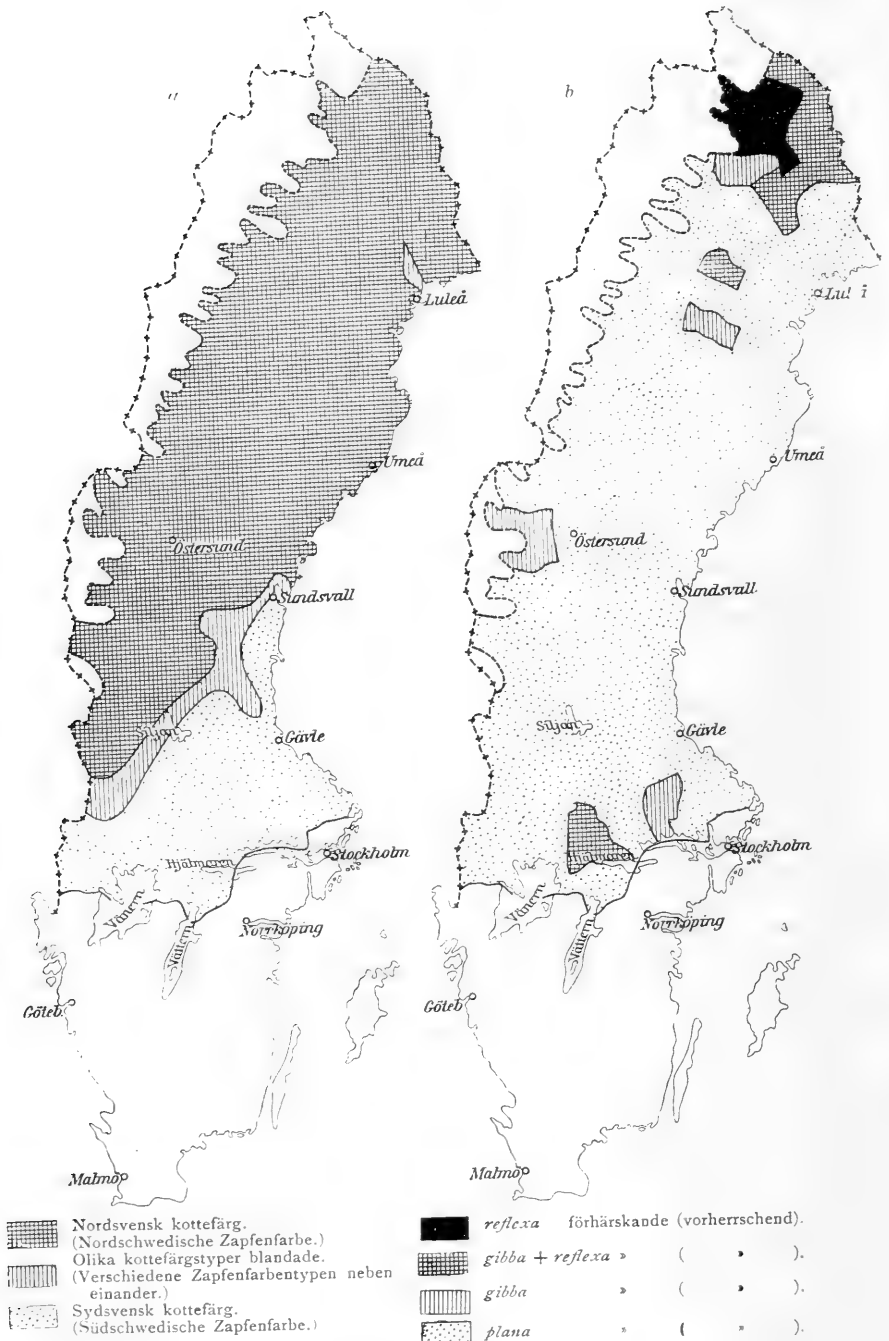 a
b
Luleå
Umeå
Östersund
Sundsvall
Siljan
Gävle
Stockholm
Hjälmaren
Vänern
Vättern
Norrköping
Göteb.
Malmö
Lul å
Umeå
Östersund
Sundsvall
Siljan
Gävle
Stockholm
Hjälmaren
Vänern
Vättern
Norrköping
Göteb.
Malmö
Nordsvensk kottefärg.
(Nordschwedische Zapfenfarbe.)
Olika kottefärgstyper blandade.
(Verschiedene Zapfenfarbentypen neben
einander.)
Sydsvensk kottefärg.
(Südschwedische Zapfenfarbe.)
reflexa förhärskande (vorherrschend).
gibba + reflexa » ( » ).
gibba » ( » ).
plana » ( » ).